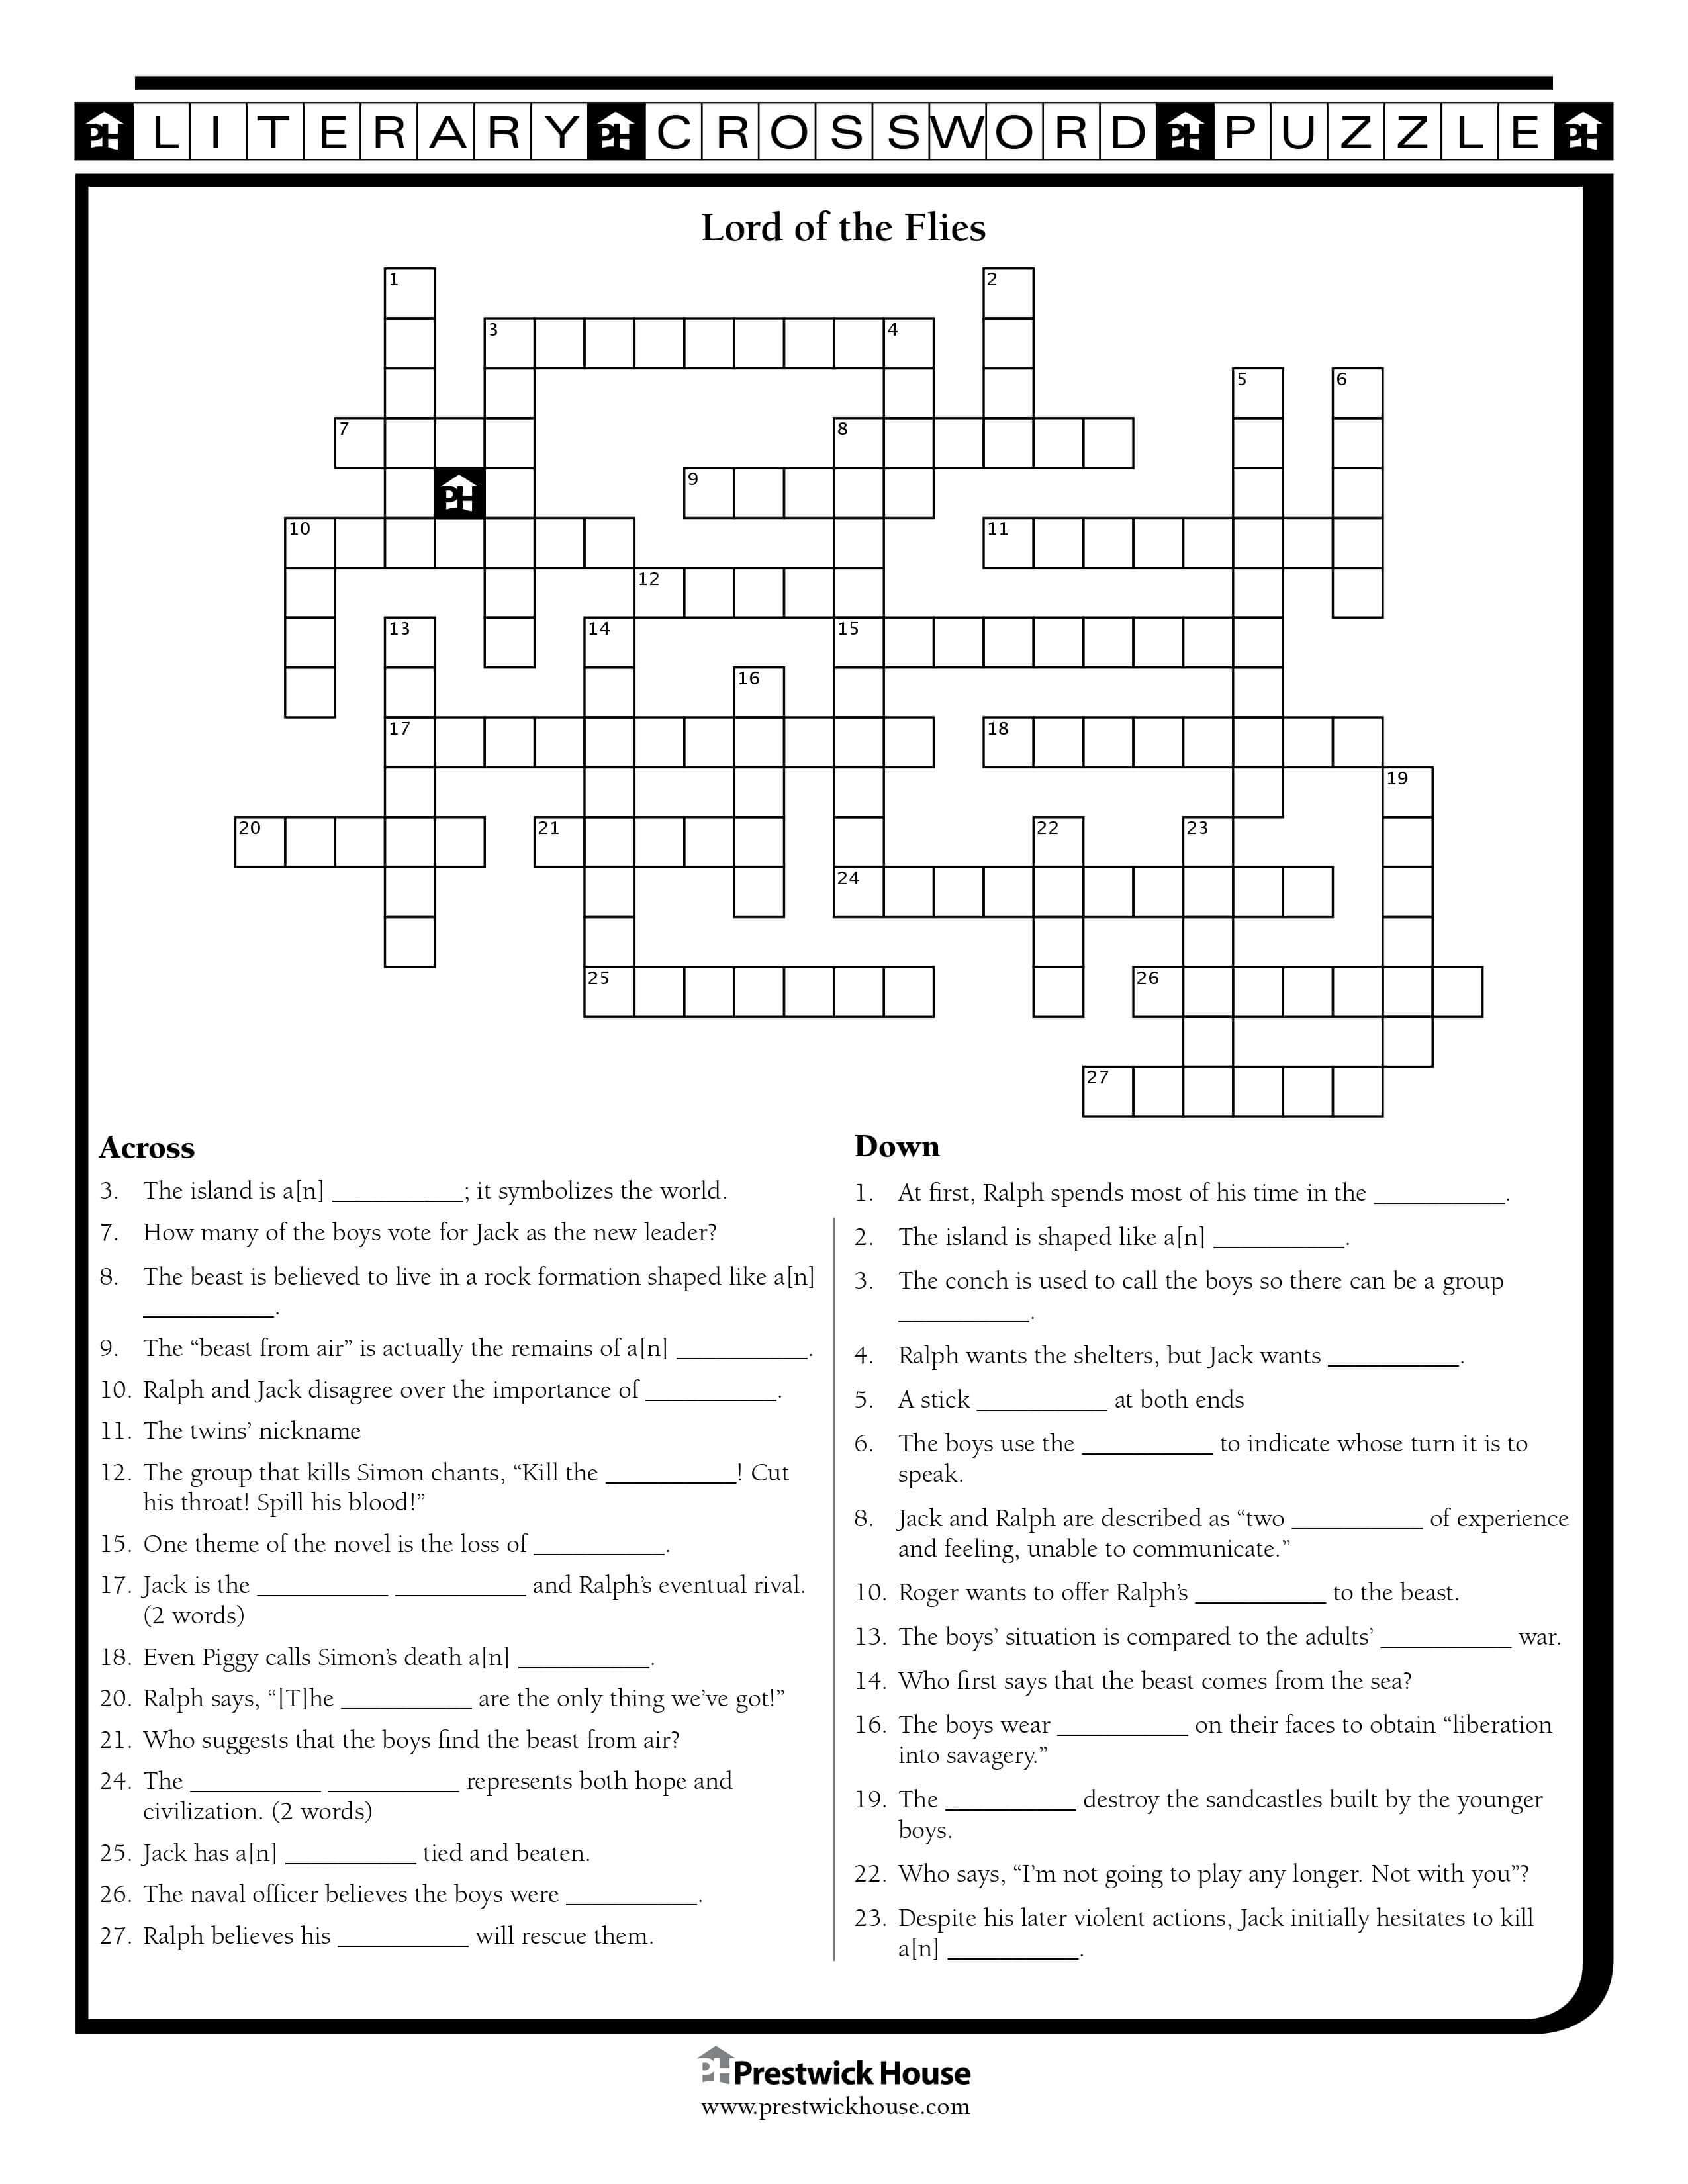 PH LITERARY PH CROSSWORD PH PUZZLE PH
Lord of the Flies
1 2
3 4
5 6
7 8
PH 9
10 11
12
13 14 15
16
17 18
19
20 21 22 23
24
25 26
27
Across
3. The island is a[n] __________; it symbolizes the world.
7. How many of the boys vote for Jack as the new leader?
8. The beast is believed to live in a rock formation shaped like a[n]
__________.
9. The “beast from air” is actually the remains of a[n] __________.
10. Ralph and Jack disagree over the importance of __________.
11. The twins’ nickname
12. The group that kills Simon chants, “Kill the __________! Cut
his throat! Spill his blood!”
15. One theme of the novel is the loss of __________.
17. Jack is the __________ __________ and Ralph’s eventual rival.
(2 words)
18. Even Piggy calls Simon’s death a[n] __________.
20. Ralph says, “[T]he __________ are the only thing we’ve got!”
21. Who suggests that the boys find the beast from air?
24. The __________ __________ represents both hope and
civilization. (2 words)
25. Jack has a[n] __________ tied and beaten.
26. The naval officer believes the boys were __________.
27. Ralph believes his __________ will rescue them.
Down
1. At first, Ralph spends most of his time in the __________.
2. The island is shaped like a[n] __________.
3. The conch is used to call the boys so there can be a group
__________.
4. Ralph wants the shelters, but Jack wants __________.
5. A stick __________ at both ends
6. The boys use the __________ to indicate whose turn it is to
speak.
8. Jack and Ralph are described as “two __________ of experience
and feeling, unable to communicate.”
10. Roger wants to offer Ralph’s __________ to the beast.
13. The boys’ situation is compared to the adults’ __________ war.
14. Who first says that the beast comes from the sea?
16. The boys wear __________ on their faces to obtain “liberation
into savagery.”
19. The __________ destroy the sandcastles built by the younger
boys.
22. Who says, “I’m not going to play any longer. Not with you”?
23. Despite his later violent actions, Jack initially hesitates to kill
a[n] __________.
PH Prestwick House
www.prestwickhouse.com